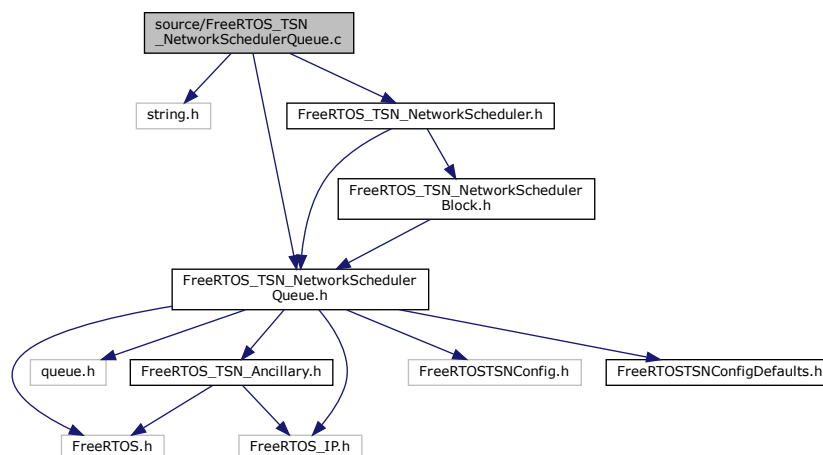 source/FreeRTOS_TSN
_NetworkSchedulerQueue.c
string.h
FreeRTOS_TSN_NetworkScheduler.h
FreeRTOS_TSN_NetworkScheduler
Block.h
FreeRTOS_TSN_NetworkScheduler
Queue.h
queue.h
FreeRTOS_TSN_Ancillary.h
FreeRTOSTSNConfig.h
FreeRTOSTSNConfigDefaults.h
FreeRTOS.h
FreeRTOS_IP.h